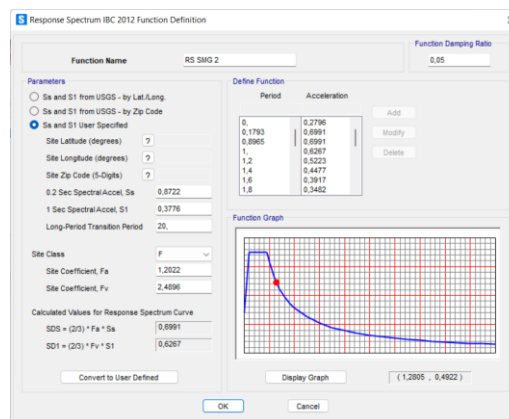 Response Spectrum IBC 2012 Function Definition
Function Damping Ratio
Function Name
RS SMG 2
0,05
Parameters
Ss and S1 from USGS - by Lat./Long.
Ss and S1 from USGS - by Zip Code
Ss and S1 User Specified
Site Latitude (degrees) ?
Site Longitude (degrees) ?
Site Zip Code (5-Digits) ?
0.2 Sec Spectral Accel, Ss 0,8722
1 Sec Spectral Accel, S1 0,3776
Long-Period Transition Period 20,
Site Class F
Site Coefficient, Fa 1,2022
Site Coefficient, Fv 2,4896
Calculated Values for Response Spectrum Curve
SDS = (2/3) * Fa * Ss 0,6991
SD1 = (2/3) * Fv * S1 0,6267
Convert to User Defined
Define Function
Period Acceleration
0, 0,2796
0,1793 0,6991
0,8965 0,6991
1, 0,6267
1,2 0,5223
1,4 0,4477
1,6 0,3917
1,8 0,3482
Add
Modify
Delete
Function Graph
Display Graph
( 1,2805 , 0,4922 )
OK
Cancel